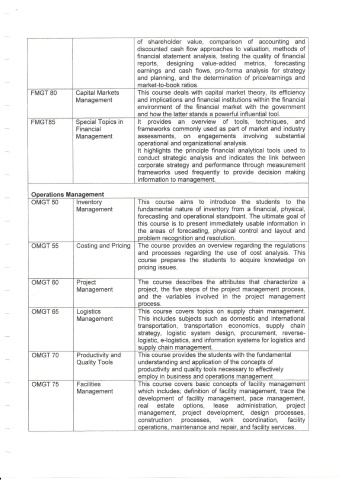 of shareholder value, comparison of accounting and
discounted cash flow approaches to valuation, methods of
financial statement analysis, testing the quality of financial
reports, designing value-added metrics, forecasting
earnings and cash flows, pro-forma analysis for strategy
and planning, and the determination of price/earnings and
market-to-book ratios.
FMGT 80 Capital Markets This course deals with capital market theory, its efficiency
Management and implications and financial institutions within the financial
environment of the financial market with the government
and how the latter stands a powerful influential tool.
FMGT85 Special Topics in It provides an overview of tools, techniques, and
Financial frameworks commonly used as part of market and industry
Management assessments, on engagements involving substantial
operational and organizational analysis.
It highlights the principle financial analytical tools used to
conduct strategic analysis and indicates the link between
corporate strategy and performance through measurement
frameworks used frequently to provide decision making
information to management.
Operations Management
OMGT 50 Inventory This course aims to introduce the students to the
Management fundamental nature of inventory from a financial, physical,
forecasting and operational standpoint. The ultimate goal of
this course is to present immediately usable information in
the areas of forecasting, physical control and layout and
problem recognition and resolution.
OMGT 55 Costing and Pricing The course provides an overview regarding the regulations
and processes regarding the use of cost analysis. This
course prepares the students to acquire knowledge on
pricing issues.
OMGT 60 Project The course describes the attributes that characterize a
Management project, the five steps of the project management process,
and the variables involved in the project management
process.
OMGT 65 Logistics This course covers topics on supply chain management.
Management This includes subjects such as domestic and international
transportation, transportation economics, supply chain
strategy, logistic system design, procurement, reverse-
logistic, e-logistics, and information systems for logistics and
supply chain management.
OMGT 70 Productivity and This course provides the students with the fundamental
Quality Tools understanding and application of the concepts of
productivity and quality tools necessary to effectively
employ in business and operations management
OMGT 75 Facilities This course covers basic concepts of facility management
Management which includes; definition of facility management, trace the
development of facility management, pace management,
real estate options, lease administration, project
management, project development, design processes,
construction processes, work coordination, facility
operations, maintenance and repair, and facility services.